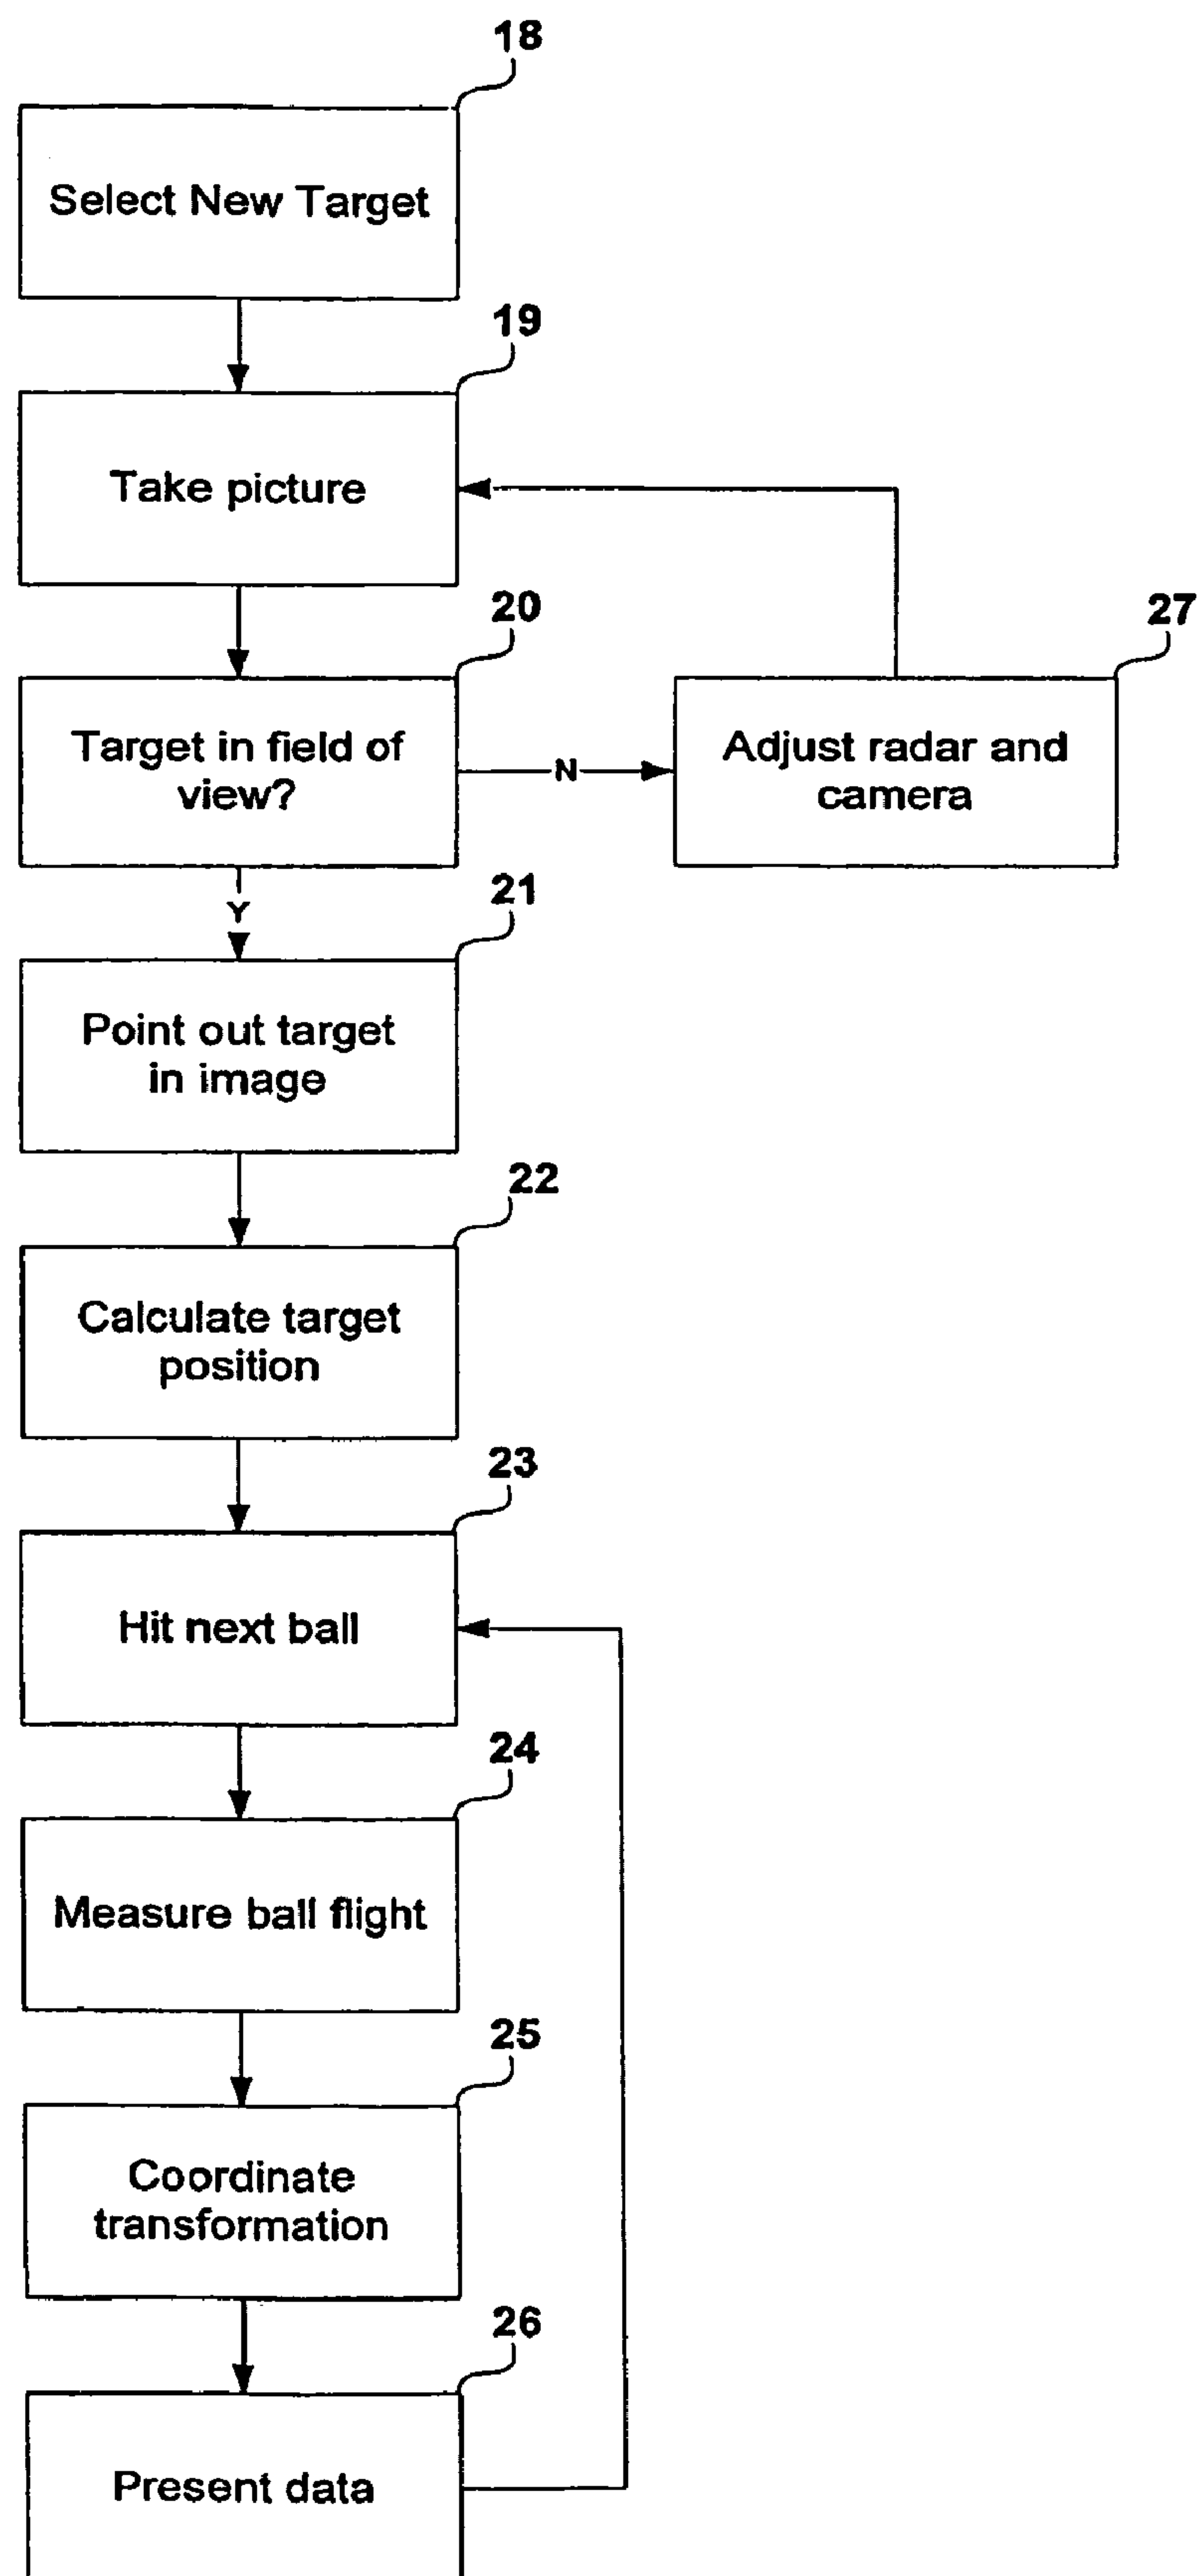 18
Select New Target
19
Take picture
20
Target in field of
view?
N
27
Adjust radar and
camera
Y
21
Point out target
in image
22
Calculate target
position
23
Hit next ball
24
Measure ball flight
25
Coordinate
transformation
26
Present data